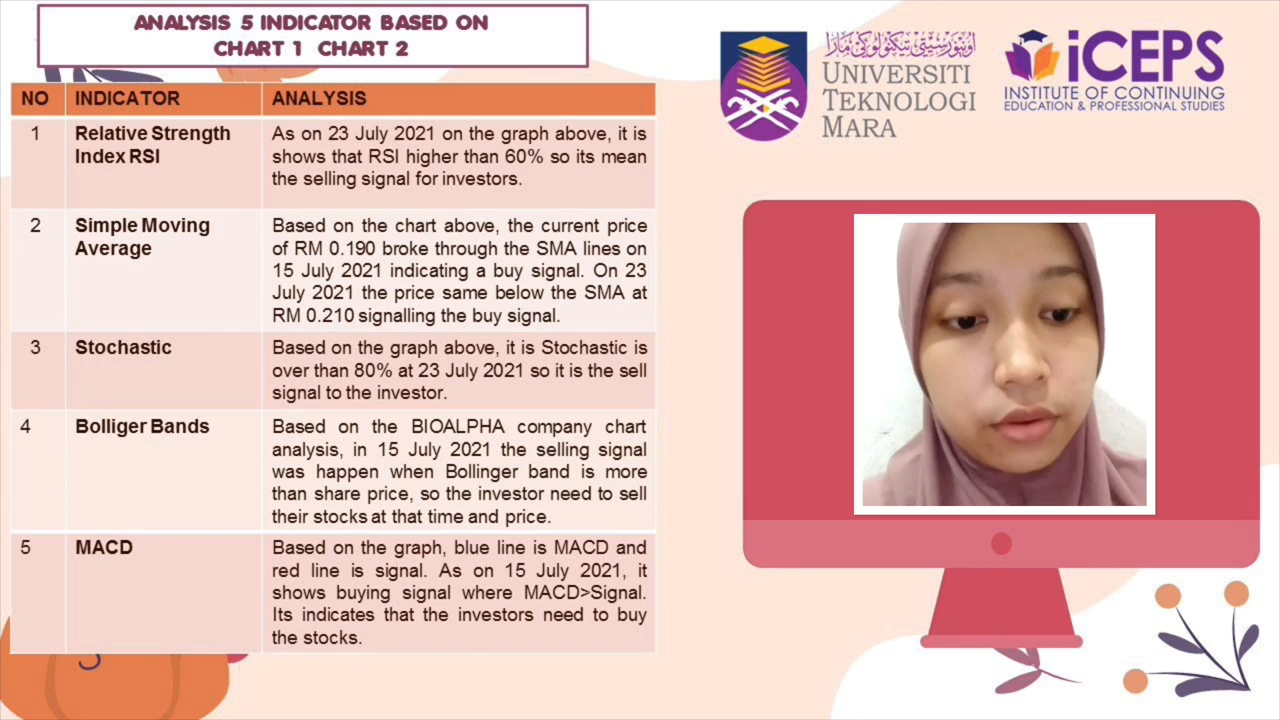 ANALYSIS 5 INDICATOR BASED ON
CHART 1 CHART 2
NO INDICATOR ANALYSIS
1 Relative Strength
Index RSI
As on 23 July 2021 on the graph above, it is
shows that RSI higher than 60% so its mean
the selling signal for investors.
2 Simple Moving
Average
Based on the chart above, the current price
of RM 0.190 broke through the SMA lines on
15 July 2021 indicating a buy signal. On 23
July 2021 the price same below the SMA at
RM 0.210 signalling the buy signal.
3 Stochastic
Based on the graph above, it is Stochastic is
over than 80% at 23 July 2021 so it is the sell
signal to the investor.
4 Bolliger Bands
Based on the BIOALPHA company chart
analysis, in 15 July 2021 the selling signal
was happen when Bollinger band is more
than share price, so the investor need to sell
their stocks at that time and price.
5 MACD
Based on the graph, blue line is MACD and
red line is signal. As on 15 July 2021, it
shows buying signal where MACD>Signal.
Its indicates that the investors need to buy
the stocks.
اونيۏرسيتي تيكنولوݢي مارا
UNIVERSITI
TEKNOLOGI
MARA
iCEPS
INSTITUTE OF CONTINUING
EDUCATION & PROFESSIONAL STUDIES